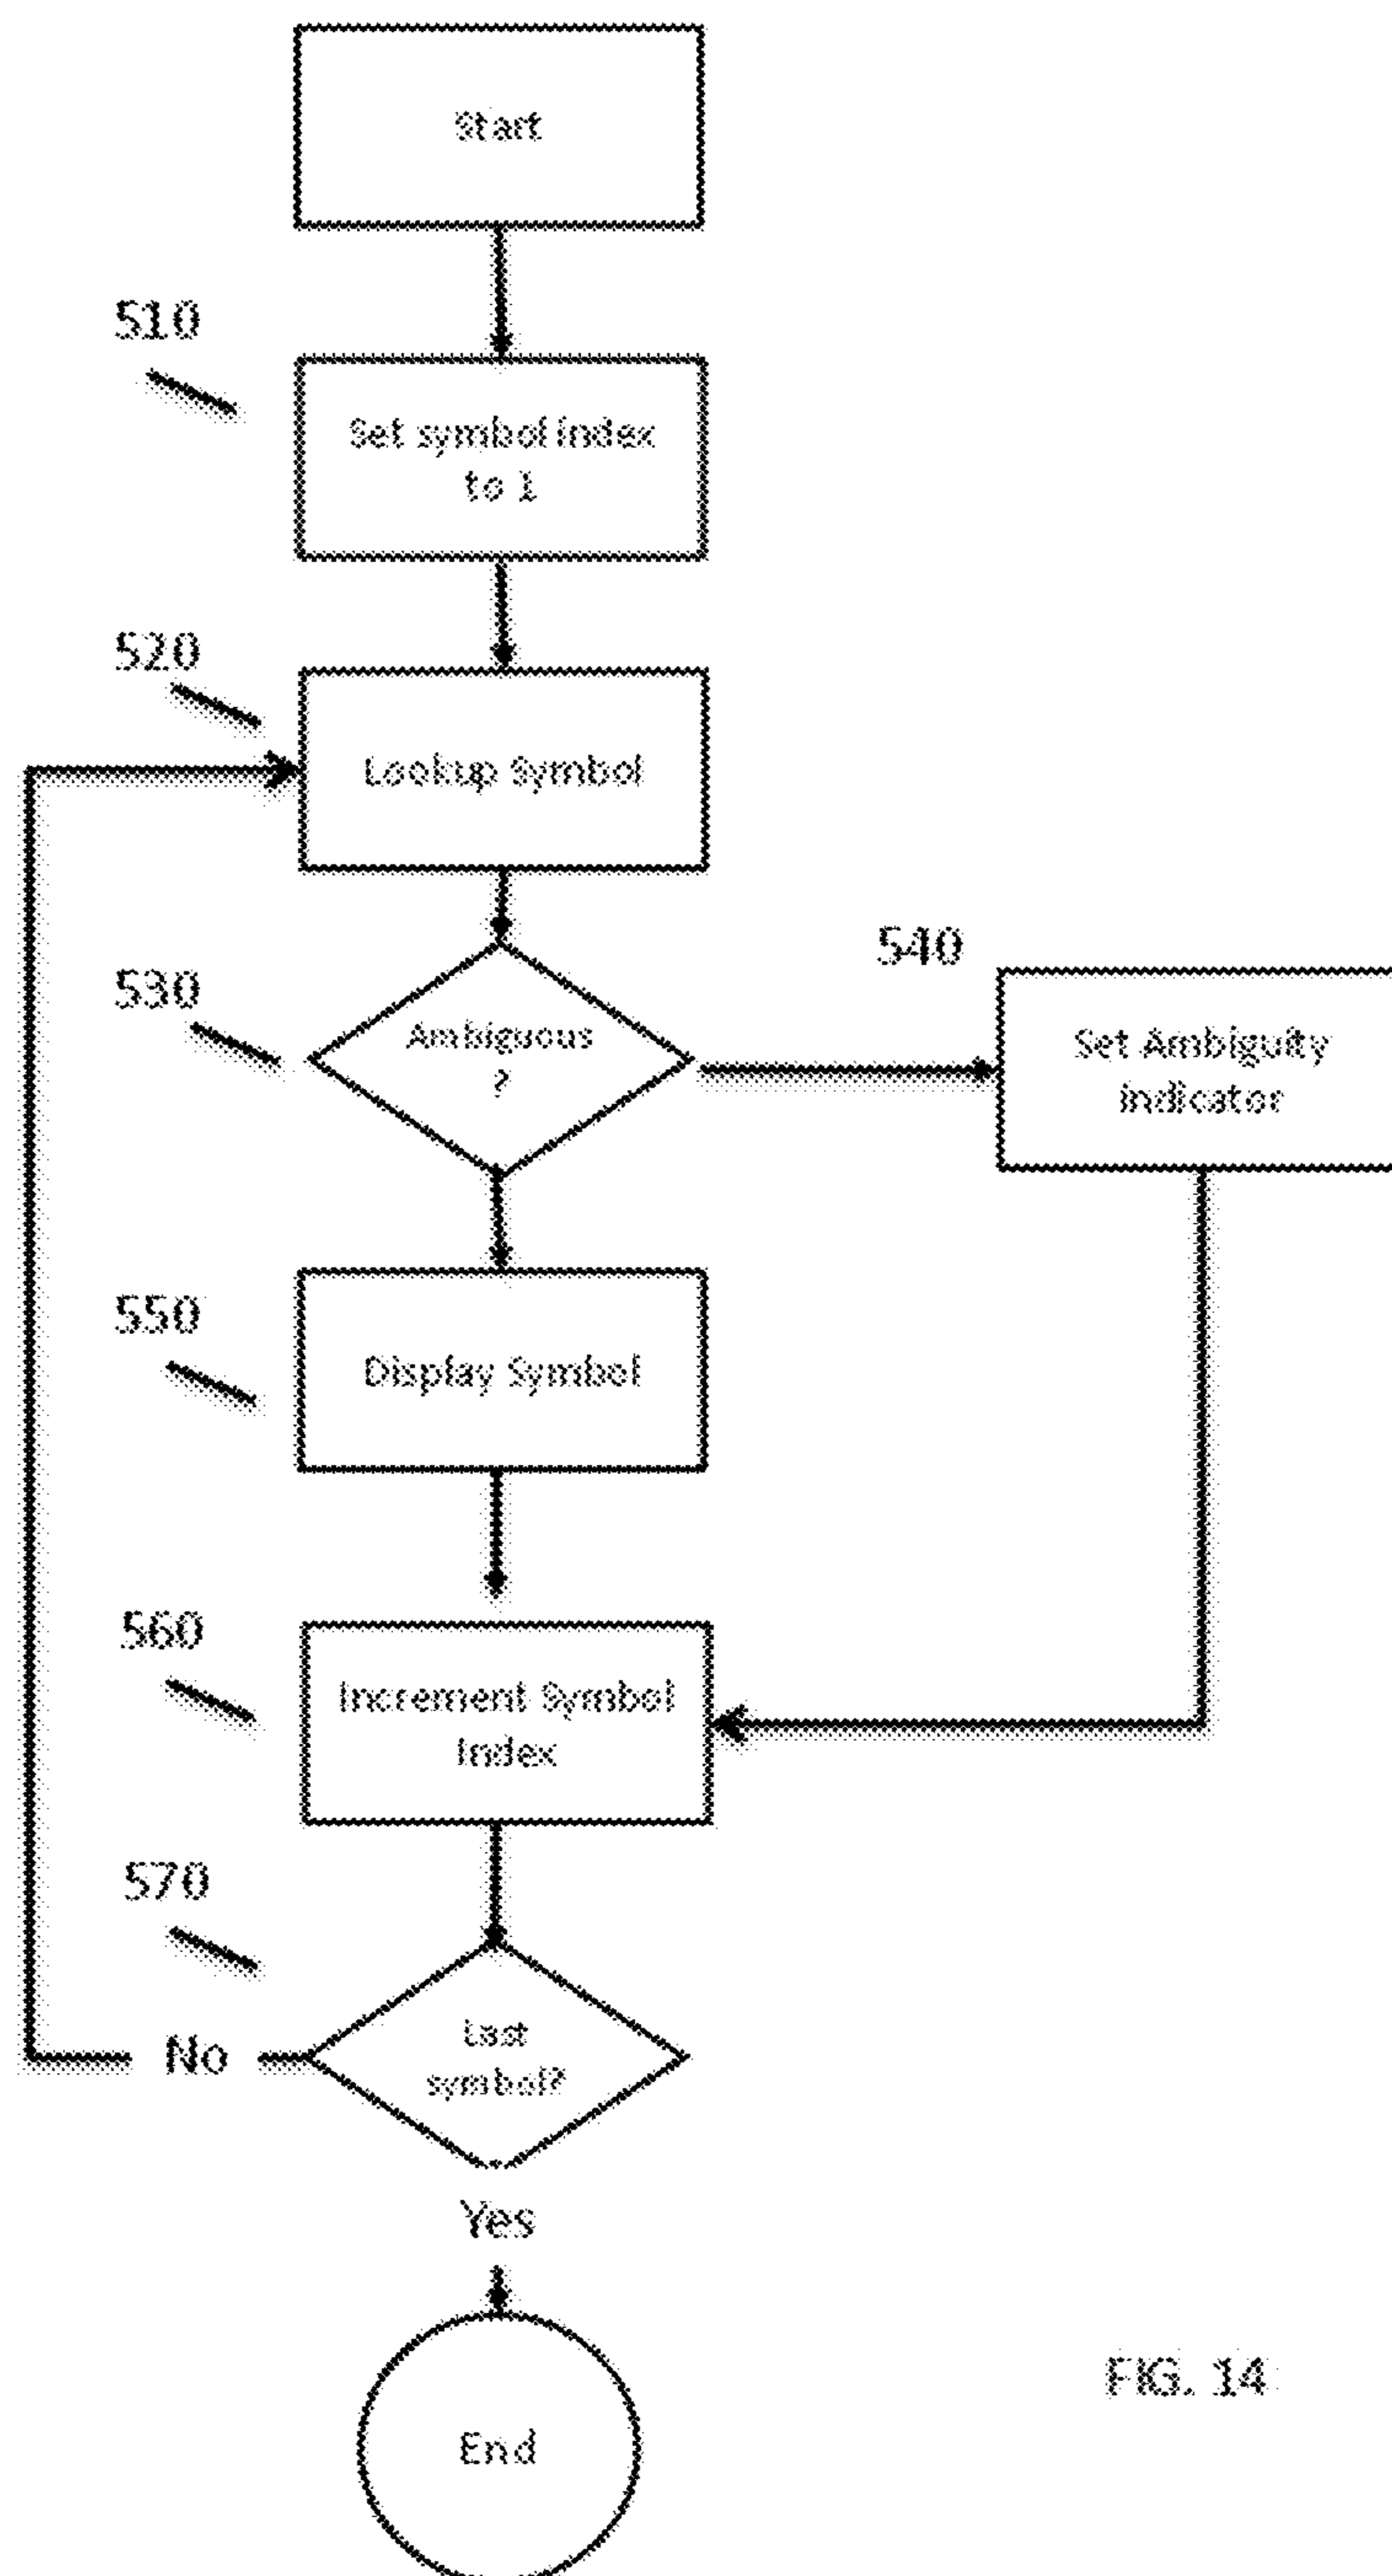 Start
510
Set symbol index
to 1
520
Lookup Symbol
530
Ambiguous
?
540
Set Ambiguity
indicator
550
Display Symbol
560
Increment Symbol
Index
570
Last
symbol?
No
Yes
End
FIG. 14